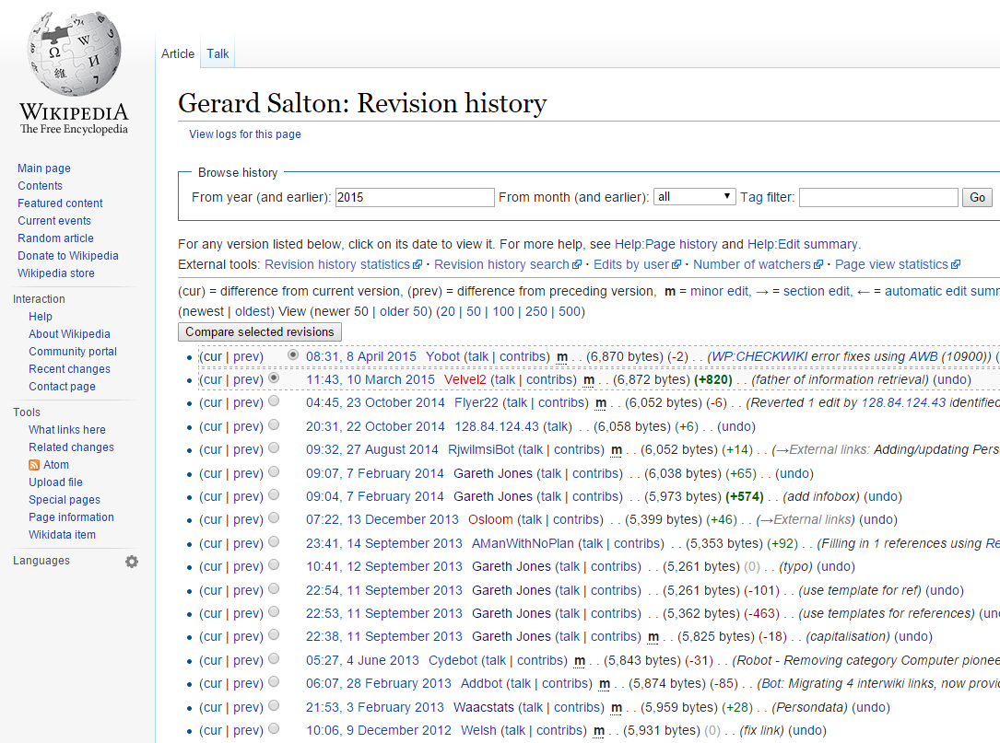 Article Talk
WIKIPEDIA
The Free Encyclopedia
Main page
Contents
Featured content
Current events
Random article
Donate to Wikipedia
Wikipedia store
Interaction
Help
About Wikipedia
Community portal
Recent changes
Contact page
Tools
What links here
Related changes
Atom
Upload file
Special pages
Page information
Wikidata item
Languages
Gerard Salton: Revision history
View logs for this page
Browse history
From year (and earlier): 2015 From month (and earlier): all Tag filter: Go
For any version listed below, click on its date to view it. For more help, see Help:Page history and Help:Edit summary.
External tools: Revision history statistics · Revision history search · Edits by user · Number of watchers · Page view statistics
(cur) = difference from current version, (prev) = difference from preceding version, m = minor edit, → = section edit, ← = automatic edit summ
(newest | oldest) View (newer 50 | older 50) (20 | 50 | 100 | 250 | 500)
Compare selected revisions
(cur | prev) 08:31, 8 April 2015 Yobot (talk | contribs) m . . (6,870 bytes) (-2) . . (WP:CHECKWIKI error fixes using AWB (10900)) (
(cur | prev) 11:43, 10 March 2015 Velvel2 (talk | contribs) m . . (6,872 bytes) (+820) . . (father of information retrieval) (undo)
(cur | prev) 04:45, 23 October 2014 Flyer22 (talk | contribs) m . . (6,052 bytes) (-6) . . (Reverted 1 edit by 128.84.124.43 identified
(cur | prev) 20:31, 22 October 2014 128.84.124.43 (talk) . . (6,058 bytes) (+6) . . (undo)
(cur | prev) 09:32, 27 August 2014 RjwilmsiBot (talk | contribs) m . . (6,052 bytes) (+14) . . (→External links: Adding/updating Pers
(cur | prev) 09:07, 7 February 2014 Gareth Jones (talk | contribs) . . (6,038 bytes) (+65) . . (undo)
(cur | prev) 09:04, 7 February 2014 Gareth Jones (talk | contribs) . . (5,973 bytes) (+574) . . (add infobox) (undo)
(cur | prev) 07:22, 13 December 2013 Osloom (talk | contribs) . . (5,399 bytes) (+46) . . (→External links) (undo)
(cur | prev) 23:41, 14 September 2013 AManWithNoPlan (talk | contribs) . . (5,353 bytes) (+92) . . (Filling in 1 references using Re
(cur | prev) 10:41, 12 September 2013 Gareth Jones (talk | contribs) . . (5,261 bytes) (0) . . (typo) (undo)
(cur | prev) 22:54, 11 September 2013 Gareth Jones (talk | contribs) . . (5,261 bytes) (-101) . . (use template for ref) (undo)
(cur | prev) 22:53, 11 September 2013 Gareth Jones (talk | contribs) . . (5,362 bytes) (-463) . . (use templates for references) (un
(cur | prev) 22:38, 11 September 2013 Gareth Jones (talk | contribs) m . . (5,825 bytes) (-18) . . (capitalisation) (undo)
(cur | prev) 05:27, 4 June 2013 Cydebot (talk | contribs) m . . (5,843 bytes) (-31) . . (Robot - Removing category Computer pionee
(cur | prev) 06:07, 28 February 2013 Addbot (talk | contribs) m . . (5,874 bytes) (-85) . . (Bot: Migrating 4 interwiki links, now provi
(cur | prev) 21:53, 3 February 2013 Waacstats (talk | contribs) m . . (5,959 bytes) (+28) . . (Persondata) (undo)
(cur | prev) 10:06, 9 December 2012 Welsh (talk | contribs) m . . (5,931 bytes) (0) . . (fix link) (undo)